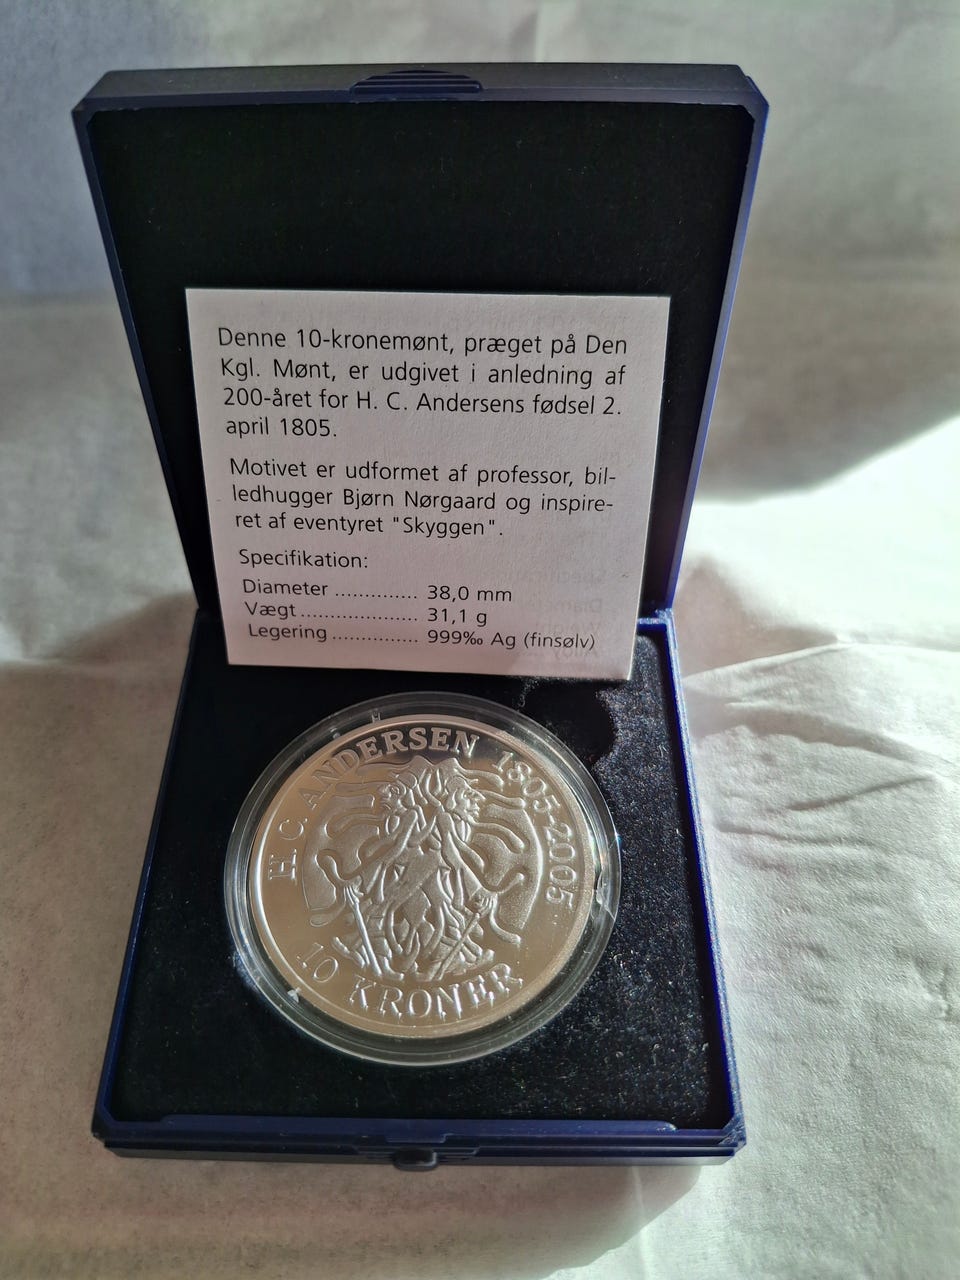 Denne 10-kronemønt, præget på Den
Kgl. Mønt, er udgivet i anledning af
200-året for H. C. Andersens fødsel 2.
april 1805.
Motivet er udformet af professor, bil-
ledhugger Bjørn Nørgaard og inspire-
ret af eventyret "Skyggen".
Specifikation:
Diameter .............. 38,0 mm
Vægt..................... 31,1 g
Legering ............... 999‰ Ag (finsølv)
H. C. ANDERSEN 1805-2005
10 KRONER